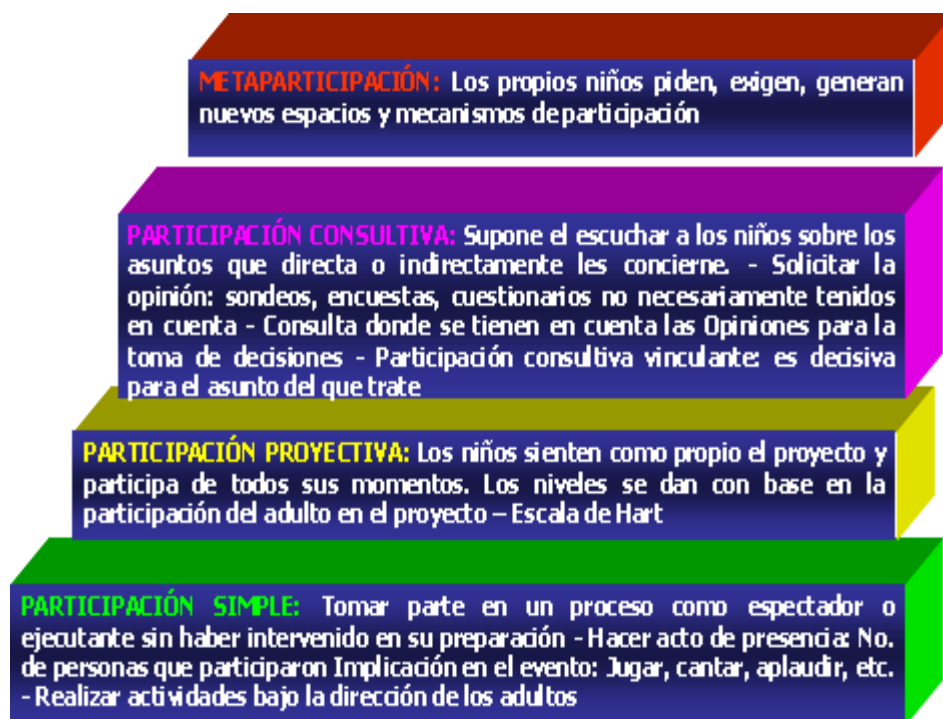 METAPARTICIPACIÓN: Los propios niños piden, exigen, generan
nuevos espacios y mecanismos de participación
PARTICIPACIÓN CONSULTIVA: Supone el escuchar a los niños sobre los
asuntos que directa o indirectamente les concierne. - Solicitar la
opinión: sondeos, encuestas, cuestionarios no necesariamente tenidos
en cuenta - Consulta donde se tienen en cuenta las Opiniones para la
toma de decisiones - Participación consultiva vinculante: es decisiva
para el asunto del que trate
PARTICIPACIÓN PROYECTIVA: Los niños sienten como propio el proyecto y
participa de todos sus momentos. Los niveles se dan con base en la
participación del adulto en el proyecto – Escala de Hart
PARTICIPACIÓN SIMPLE: Tomar parte en un proceso como espectador o
ejecutante sin haber intervenido en su preparación - Hacer acto de presencia: No.
de personas que participaron Implicación en el evento: Jugar, cantar, aplaudir, etc.
- Realizar actividades bajo la dirección de los adultos